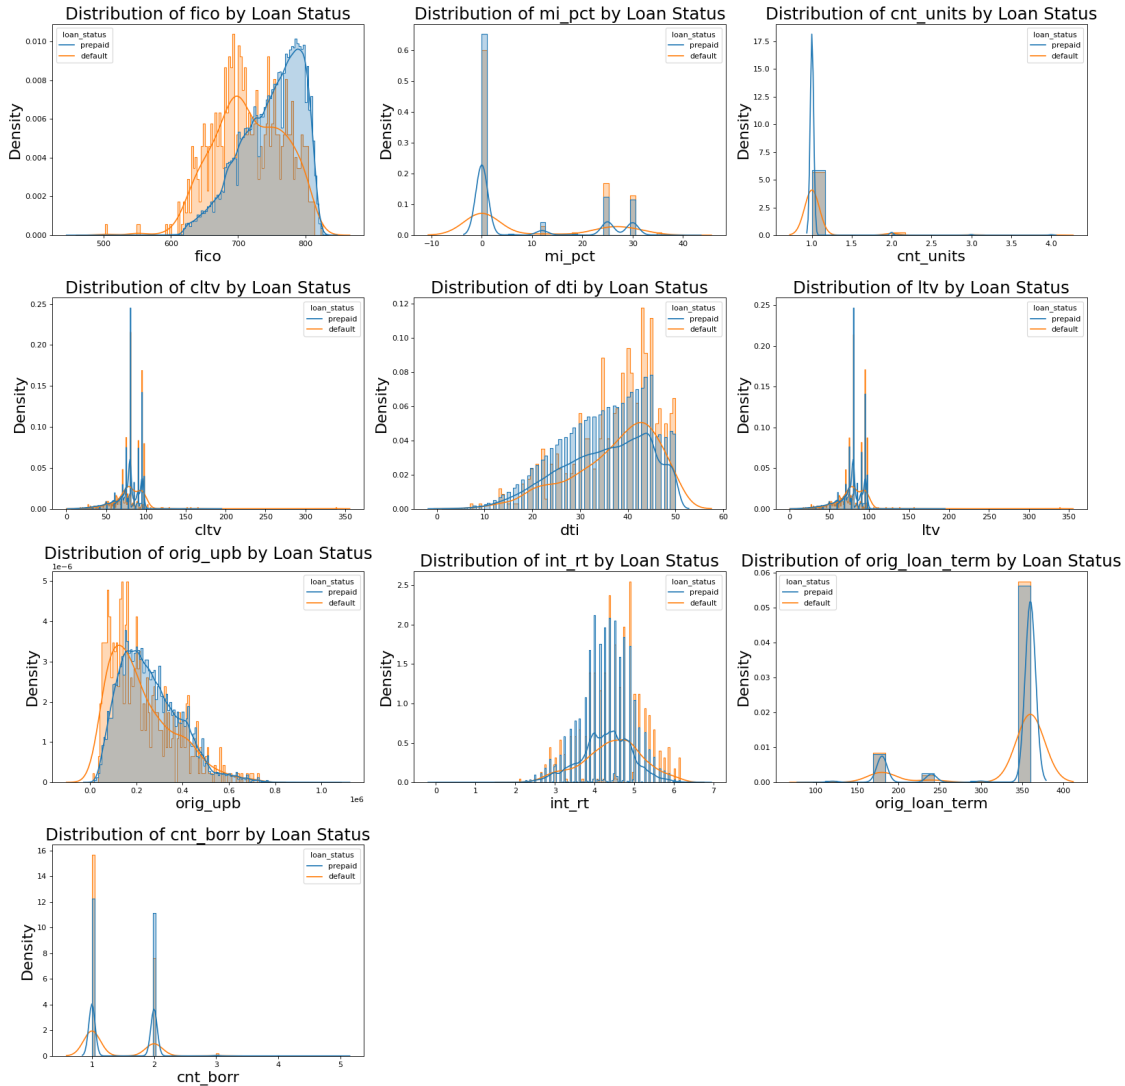 Distribution of fico by Loan Status
loan_status
prepaid
default
Density
0.010
0.008
0.006
0.004
0.002
0.000
500 600 700 800
fico
Distribution of mi_pct by Loan Status
loan_status
prepaid
default
Density
0.6
0.5
0.4
0.3
0.2
0.1
0.0
−10 0 10 20 30 40
mi_pct
Distribution of cnt_units by Loan Status
loan_status
prepaid
default
Density
17.5
15.0
12.5
10.0
7.5
5.0
2.5
0.0
1.0 1.5 2.0 2.5 3.0 3.5 4.0
cnt_units
Distribution of cltv by Loan Status
loan_status
prepaid
default
Density
0.25
0.20
0.15
0.10
0.05
0.00
0 50 100 150 200 250 300 350
cltv
Distribution of dti by Loan Status
loan_status
prepaid
default
Density
0.12
0.10
0.08
0.06
0.04
0.02
0.00
0 10 20 30 40 50 60
dti
Distribution of ltv by Loan Status
loan_status
prepaid
default
Density
0.25
0.20
0.15
0.10
0.05
0.00
0 50 100 150 200 250 300 350
ltv
Distribution of orig_upb by Loan Status
1e−6
Density
5
4
3
2
1
0
0.0 0.2 0.4 0.6 0.8 1.0
1e6
orig_upb
loan_status
prepaid
default
Distribution of int_rt by Loan Status
loan_status
prepaid
default
Density
2.5
2.0
1.5
1.0
0.5
0.0
0 1 2 3 4 5 6 7
int_rt
Distribution of orig_loan_term by Loan Status
loan_status
prepaid
default
Density
0.06
0.05
0.04
0.03
0.02
0.01
0.00
100 150 200 250 300 350 400
orig_loan_term
Distribution of cnt_borr by Loan Status
loan_status
prepaid
default
Density
16
14
12
10
8
6
4
2
0
1 2 3 4 5
cnt_borr